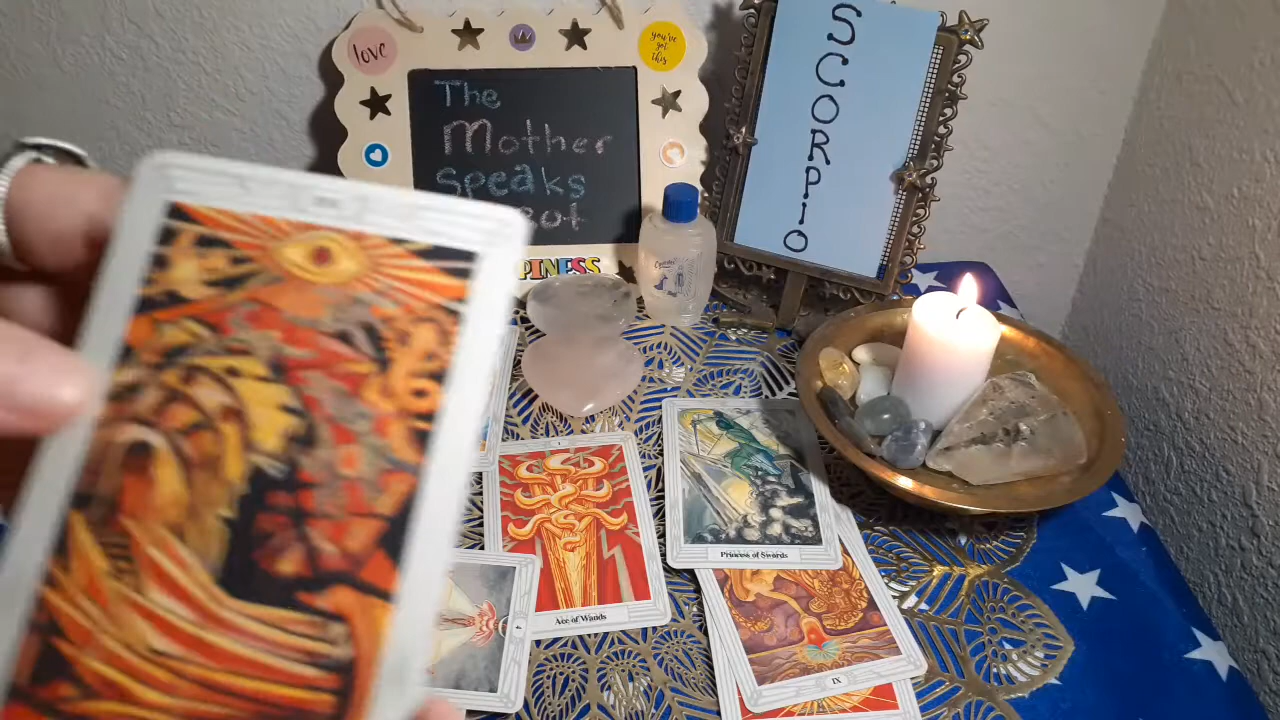 love
you've
got
this
The
Mother
Speaks
SCORPIO
PINESS
Princess of Swords
Ace of Wands
IX